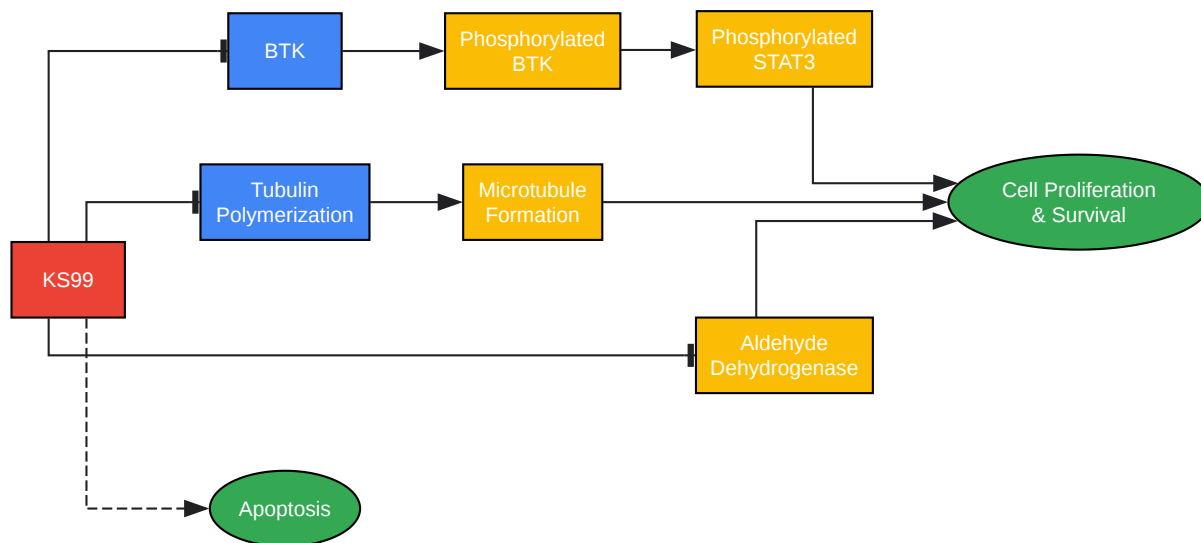 BTK
Phosphorylated
BTK
Phosphorylated
STAT3
Tubulin
Polymerization
Microtubule
Formation
Cell Proliferation
& Survival
KS99
Aldehyde
Dehydrogenase
Apoptosis